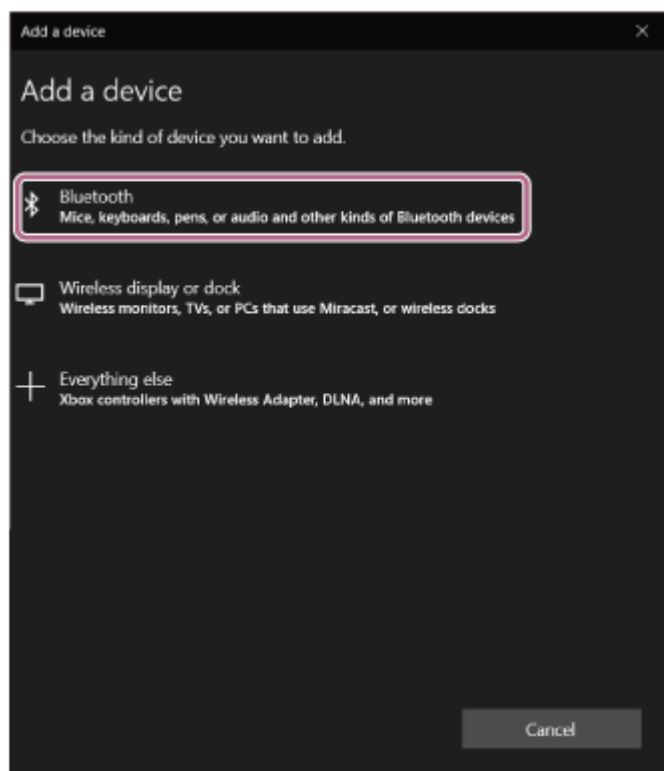 Add a device
Add a device
Choose the kind of device you want to add.
Bluetooth
Mice, keyboards, pens, or audio and other kinds of Bluetooth devices
Wireless display or dock
Wireless monitors, TVs, or PCs that use Miracast, or wireless docks
Everything else
Xbox controllers with Wireless Adapter, DLNA, and more
Cancel